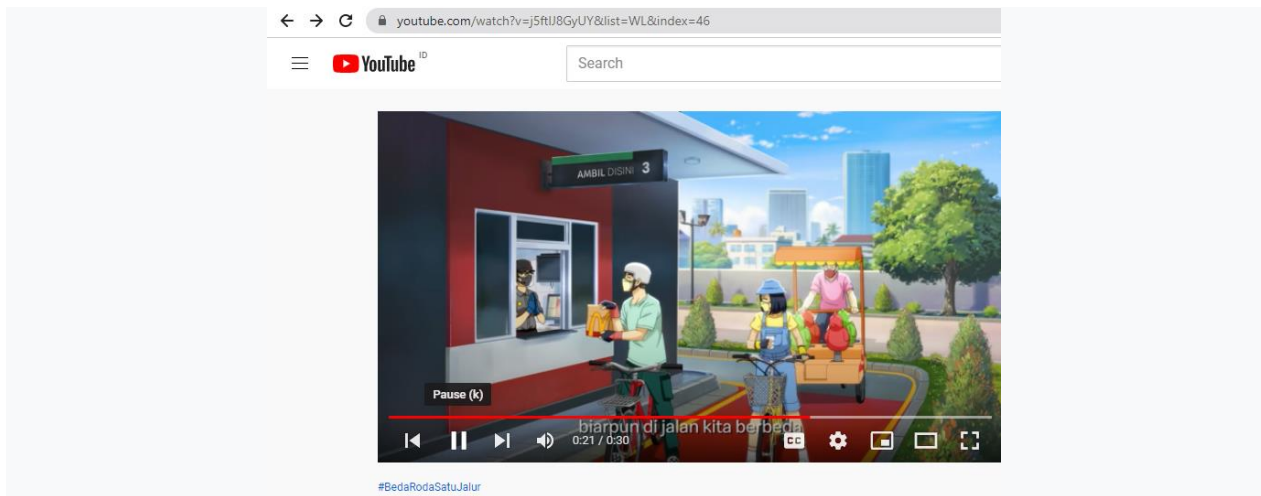 youtube.com/watch?v=j5ftIJ8GyUY&list=WL&index=46
YouTube ID
Search
AMBIL DISINI 3
Pause (k)
biarpun di jalan kita berbeda
0:21 / 0:30
CC
#BedaRodaSatuJalur